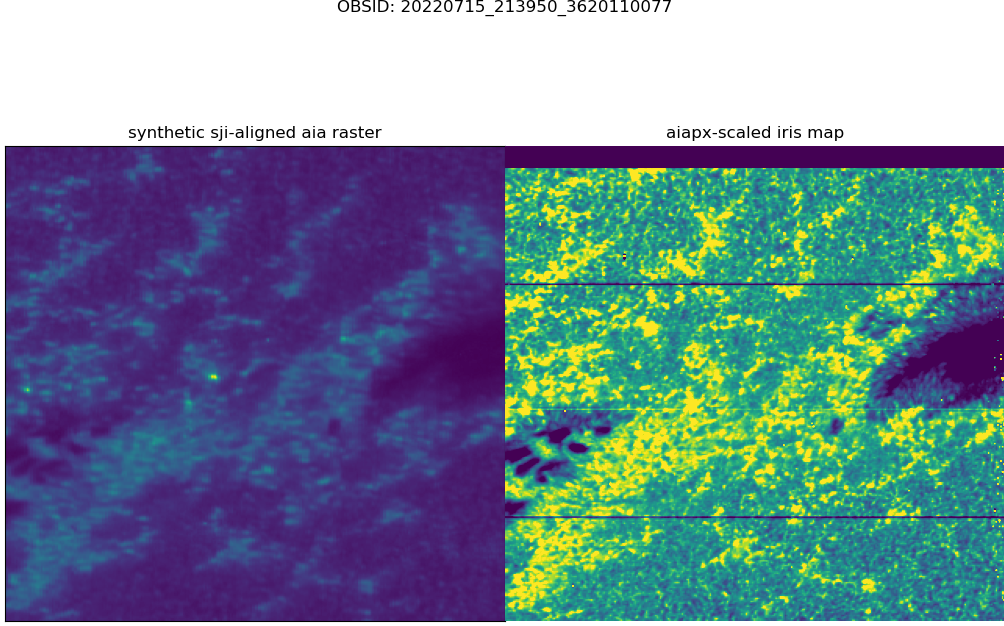 OBSID: 20220715_213950_3620110077
synthetic sji-aligned aia raster
aiapx-scaled iris map